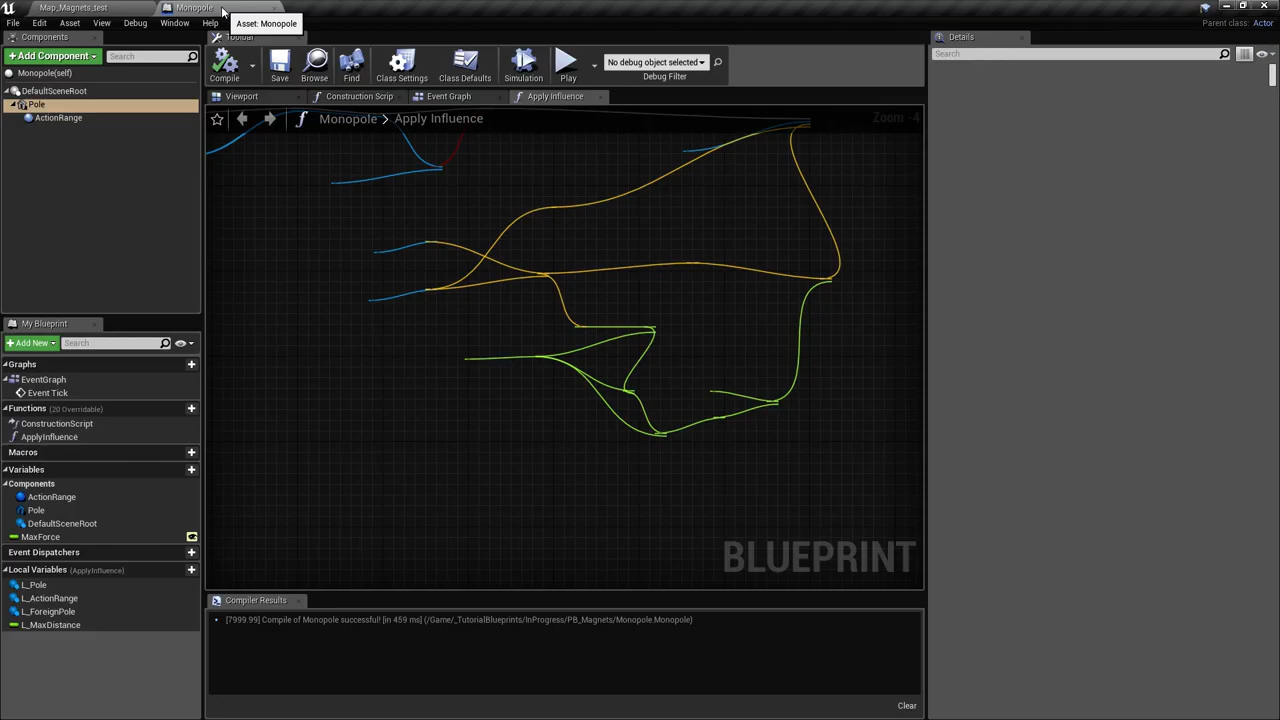 Map_Magnets_test
Monopole
File
Edit
Asset
View
Debug
Window
Help
Asset: Monopole
Parent class: Actor
Components
Toolbar
Details
Add Component
Search
Monopole(self)
DefaultSceneRoot
Pole
ActionRange
Compile
Save
Browse
Find
Class Settings
Class Defaults
Simulation
Play
No debug object selected
Debug Filter
Search
Viewport
Construction Scrip
Event Graph
Apply Influence
Monopole > Apply Influence
Zoom -4
BLUEPRINT
My Blueprint
Add New
Search
Graphs
EventGraph
Event Tick
Functions (20 Overridable)
ConstructionScript
ApplyInfluence
Macros
Variables
Components
ActionRange
Pole
DefaultSceneRoot
MaxForce
Event Dispatchers
Local Variables (ApplyInfluence)
L_Pole
L_ActionRange
L_ForeignPole
L_MaxDistance
Compiler Results
[7999.99] Compile of Monopole successful! [in 459 ms] (/Game/_TutorialBlueprints/InProgress/PB_Magnets/Monopole.Monopole)
Clear